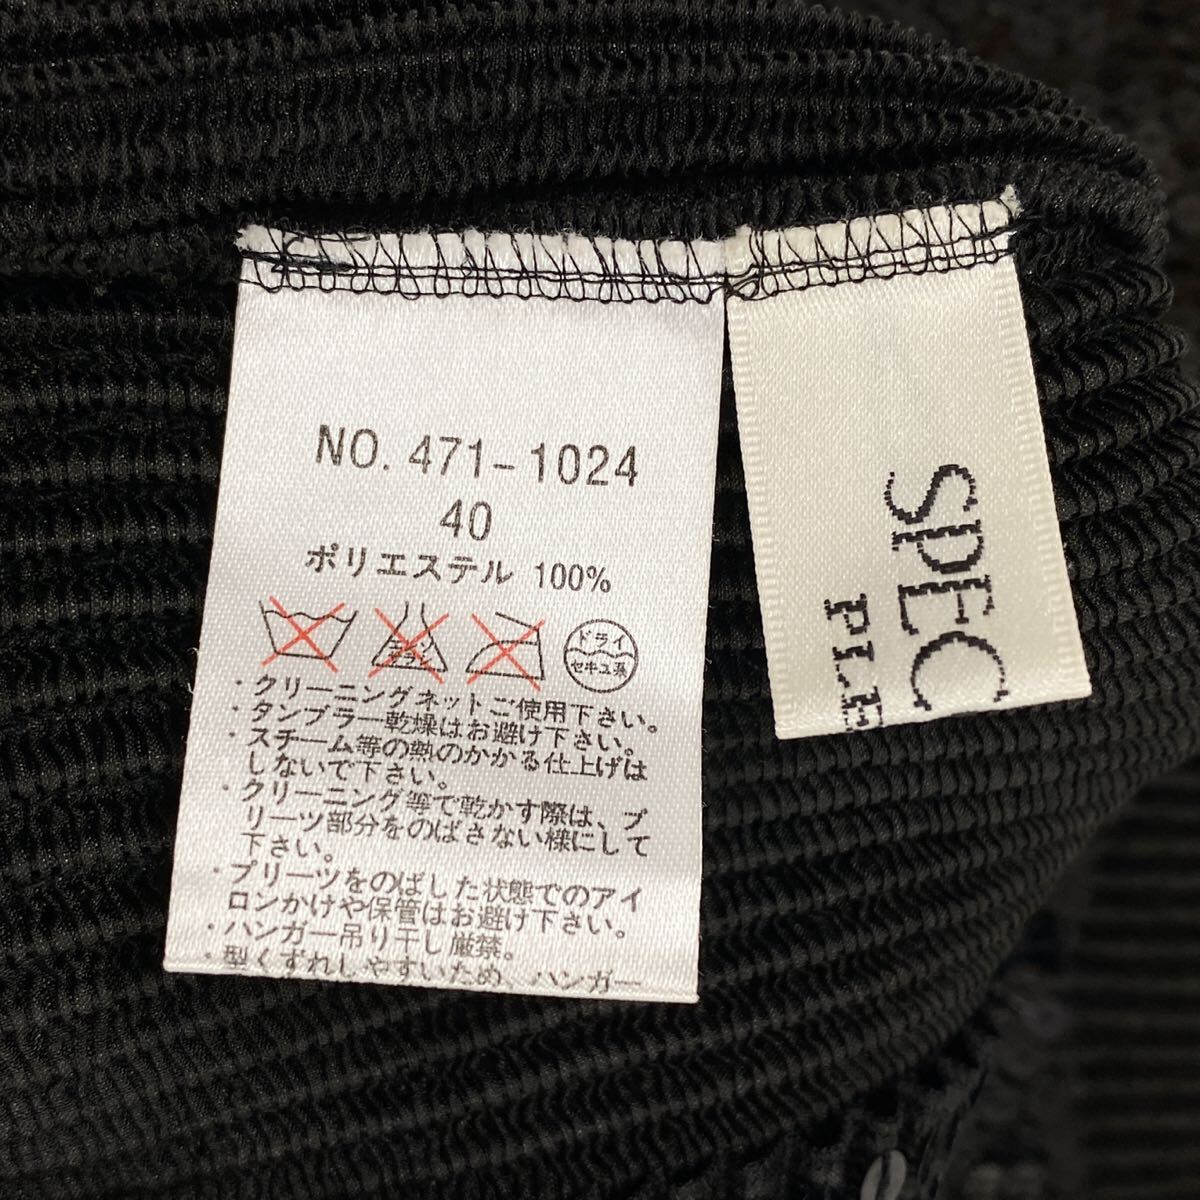 NO. 471-1024
40
ポリエステル 100%
エンソ
サラシ
ドライ
セキユ系
・クリーニングネットご使用下さい。
・タンブラー乾燥はお避け下さい。
・スチーム等の熱のかかる仕上げは
しないで下さい。
・クリーニング等で乾かす際は、プ
リーツ部分をのばさない様にして
下さい。
・プリーツをのばした状態でのアイ
ロンかけや保管はお避け下さい。
・ハンガー吊り干し厳禁。
・型くずれしやすいため、ハンガー
SPEC
PLE